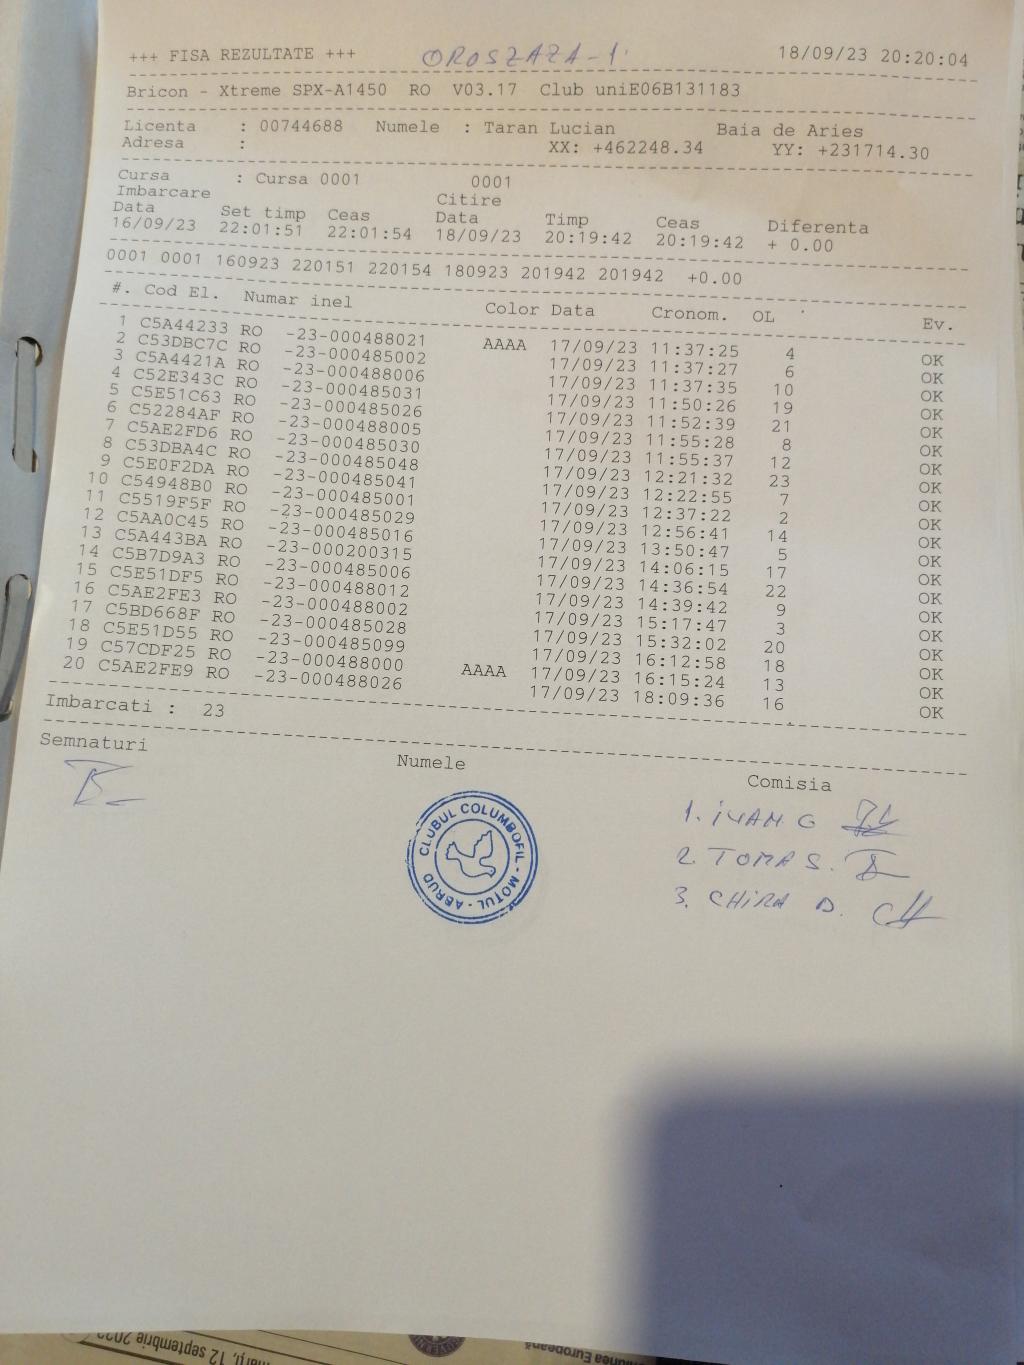 +++ FISA REZULTATE +++ OROSZAZA-1 18/09/23 20:20:04
Bricon - Xtreme SPX-A1450 RO V03.17 Club uniE06B131183
Licenta : 00744688 Numele : Taran Lucian Baia de Aries
Adresa : XX: +462248.34 YY: +231714.30
Cursa : Cursa 0001 0001
Imbarcare Citire
Data Set timp Ceas Data Timp Ceas Diferenta
16/09/23 22:01:51 22:01:54 18/09/23 20:19:42 20:19:42 + 0.00
0001 0001 160923 220151 220154 180923 201942 201942 +0.00
#. Cod El. Numar inel Color Data Cronom. OL Ev.
1 C5A44233 RO -23-000488021 AAAA 17/09/23 11:37:25 4 OK
2 C53DBC7C RO -23-000485002 17/09/23 11:37:27 6 OK
3 C5A4421A RO -23-000488006 17/09/23 11:37:35 10 OK
4 C52E343C RO -23-000485031 17/09/23 11:50:26 19 OK
5 C5E51C63 RO -23-000485026 17/09/23 11:52:39 21 OK
6 C52284AF RO -23-000488005 17/09/23 11:55:28 8 OK
7 C5AE2FD6 RO -23-000485030 17/09/23 11:55:37 12 OK
8 C53DBA4C RO -23-000485048 17/09/23 12:21:32 23 OK
9 C5E0F2DA RO -23-000485041 17/09/23 12:22:55 7 OK
10 C54948B0 RO -23-000485001 17/09/23 12:37:22 2 OK
11 C5519F5F RO -23-000485029 17/09/23 12:56:41 14 OK
12 C5AA0C45 RO -23-000485016 17/09/23 13:50:47 5 OK
13 C5A443BA RO -23-000200315 17/09/23 14:06:15 17 OK
14 C5B7D9A3 RO -23-000485006 17/09/23 14:36:54 22 OK
15 C5E51DF5 RO -23-000488012 17/09/23 14:39:42 9 OK
16 C5AE2FE3 RO -23-000488002 17/09/23 15:17:47 3 OK
17 C5BD668F RO -23-000485028 17/09/23 15:32:02 20 OK
18 C5E51D55 RO -23-000485099 17/09/23 16:12:58 18 OK
19 C57CDF25 RO -23-000488000 AAAA 17/09/23 16:15:24 13 OK
20 C5AE2FE9 RO -23-000488026 17/09/23 18:09:36 16 OK
Imbarcati : 23
Semnaturi Numele Comisia
CLUBUL COLUMBOFIL - MOȚUL - ABRUD
1. IVAN G
2. TOMA S.
3. CHIRA D.
marți, 12 septembrie 202
Europeană